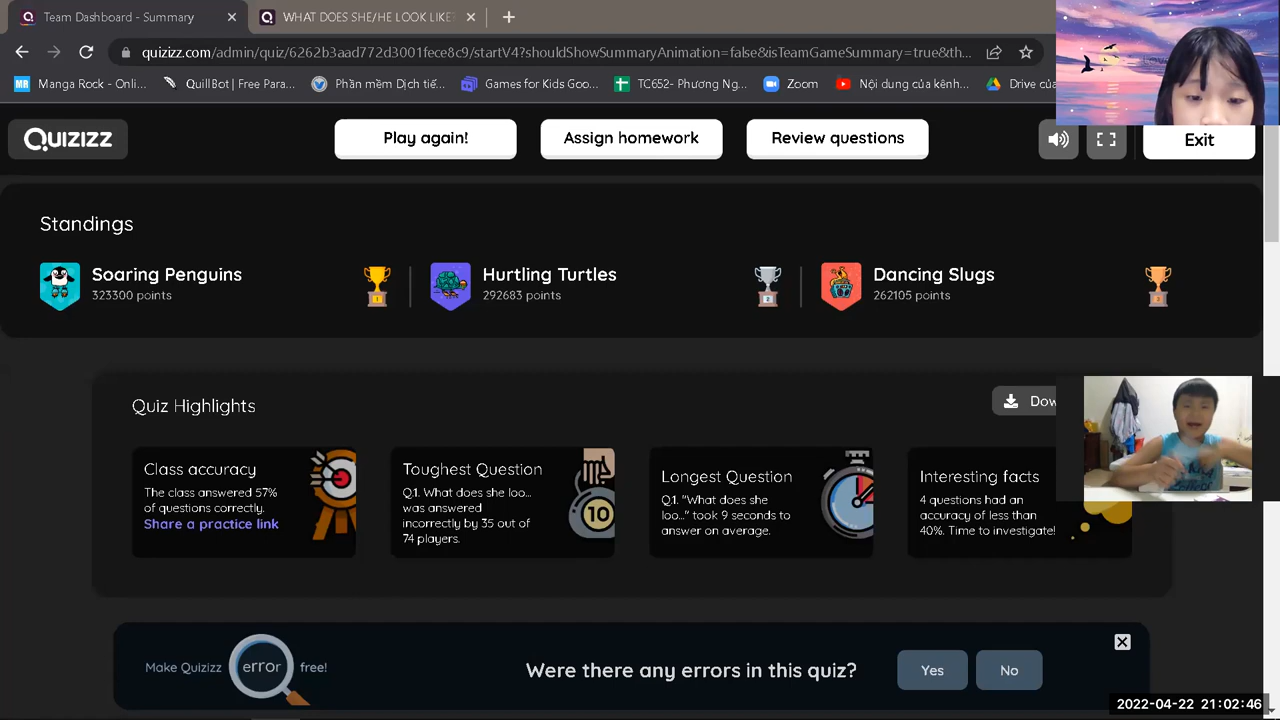 Team Dashboard - Summary
WHAT DOES SHE/HE LOOK LIKE
quizizz.com/admin/quiz/6262b3aad772d3001fece8c9/startV4?shouldShowSummaryAnimation=false&isTeamGameSummary=true&th...
MR Manga Rock - Onli...
QuillBot | Free Para...
Phần mềm
Games for Kids
TC652-Phương Ng...
Zoom
Nội dung của kênh...
Drive của
Quizizz
Play again!
Assign homework
Review questions
Exit
Standings
Soaring Penguins
323300 points
1
Hurtling Turtles
292683 points
2
Dancing Slugs
262105 points
3
Quiz Highlights
Dow
Class accuracy
The class answered 57%
of questions correctly.
Share a practice link
Toughest Question
Q1. What does she loo...
was answered
incorrectly by 35 out of
74 players.
10
Longest Question
Q1. "What does she
loo..." took 9 seconds to
answer on average.
Interesting facts
4 questions had an
accuracy of less than
40%. Time to investigate!
Make Quizizz error free!
Were there any errors in this quiz?
Yes
No
2022-04-22 21:02:46